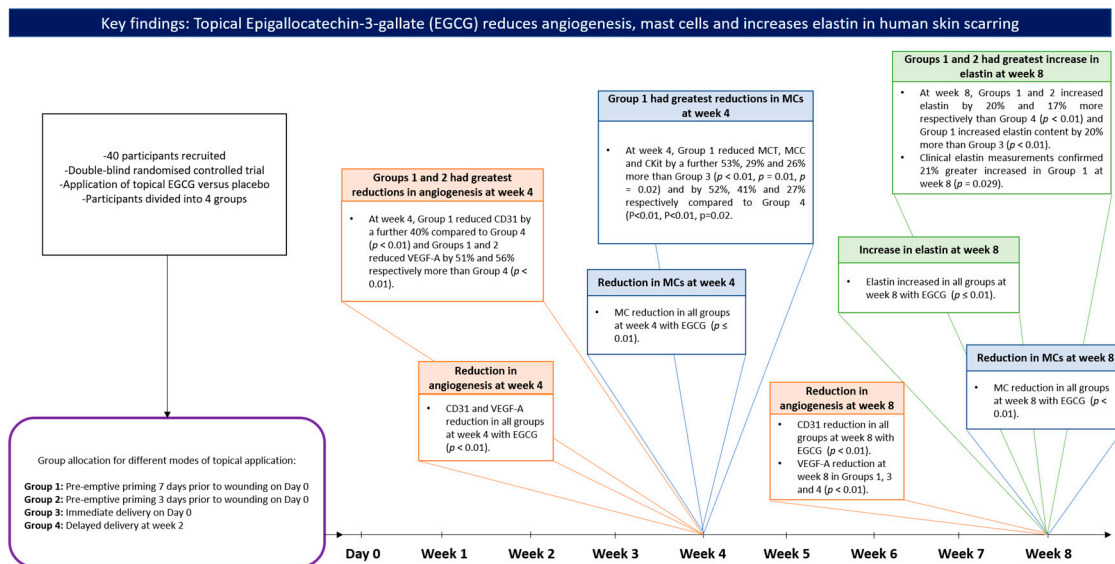 Key findings: Topical Epigallocatechin-3-gallate (EGCG) reduces angiogenesis, mast cells and increases elastin in human skin scarring
-40 participants recruited
-Double-blind randomised controlled trial
-Application of topical EGCG versus placebo
-Participants divided into 4 groups
Group allocation for different modes of topical application:
Group 1: Pre-emptive priming 7 days prior to wounding on Day 0
Group 2: Pre-emptive priming 3 days prior to wounding on Day 0
Group 3: Immediate delivery on Day 0
Group 4: Delayed delivery at week 2
Groups 1 and 2 had greatest
reductions in angiogenesis at week 4
• At week 4, Group 1 reduced CD31 by
a further 40% compared to Group 4
(p < 0.01) and Groups 1 and 2
reduced VEGF-A by 51% and 56%
respectively more than Group 4 (p <
0.01).
Reduction in
angiogenesis at week 4
• CD31 and VEGF-A
reduction in all groups
at week 4 with EGCG
(p < 0.01).
Group 1 had greatest reductions in MCs
at week 4
• At week 4, Group 1 reduced MCT, MCC
and CKit by a further 53%, 29% and 26%
more than Group 3 (p < 0.01, p = 0.01, p
= 0.02) and by 52%, 41% and 27%
respectively compared to Group 4
(P<0.01, P<0.01, p=0.02.
Reduction in MCs at week 4
• MC reduction in all groups
at week 4 with EGCG (p ≤
0.01).
Groups 1 and 2 had greatest increase in
elastin at week 8
• At week 8, Groups 1 and 2 increased
elastin by 20% and 17% more
respectively than Group 4 (p < 0.01) and
Group 1 increased elastin content by 20%
more than Group 3 (p < 0.01).
• Clinical elastin measurements confirmed
21% greater increased in Group 1 at
week 8 (p = 0.029).
Increase in elastin at week 8
• Elastin increased in all groups at
week 8 with EGCG (p ≤ 0.01).
Reduction in MCs at week 8
• MC reduction in all groups
at week 8 with EGCG (p
<0.01).
Reduction in
angiogenesis at week 8
• CD31 reduction in all
groups at week 8 with
EGCG (p < 0.01).
• VEGF-A reduction at
week 8 in Groups 1, 3
and 4 (p < 0.01).
Day 0 Week 1 Week 2 Week 3 Week 4 Week 5 Week 6 Week 7 Week 8